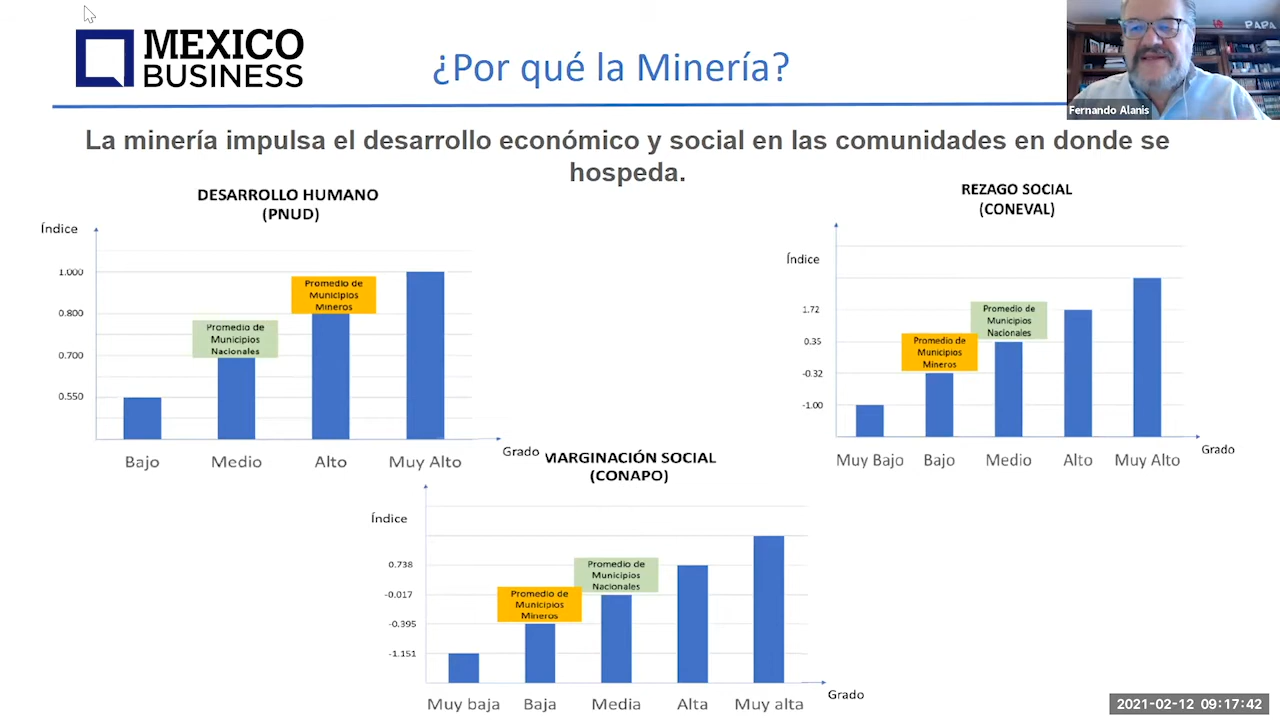 MEXICO
BUSINESS
¿Por qué la Minería?
PAPA
Fernando Alanis
La minería impulsa el desarrollo económico y social en las comunidades en donde se
hospeda.
DESARROLLO HUMANO
(PNUD)
Índice
1.000
0.800
0.700
0.550
Promedio de
Municipios
Nacionales
Promedio de
Municipios
Mineros
Bajo
Medio
Alto
Muy Alto
Grado
REZAGO SOCIAL
(CONEVAL)
Índice
1.72
0.35
-0.32
-1.00
Promedio de
Municipios
Mineros
Promedio de
Municipios
Nacionales
Muy Bajo
Bajo
Medio
Alto
Muy Alto
Grado
MARGINACIÓN SOCIAL
(CONAPO)
Índice
0.738
-0.017
-0.395
-1.151
Promedio de
Municipios
Mineros
Promedio de
Municipios
Nacionales
Muy baja
Baja
Media
Alta
Muy alta
Grado
2021-02-12 09:17:42